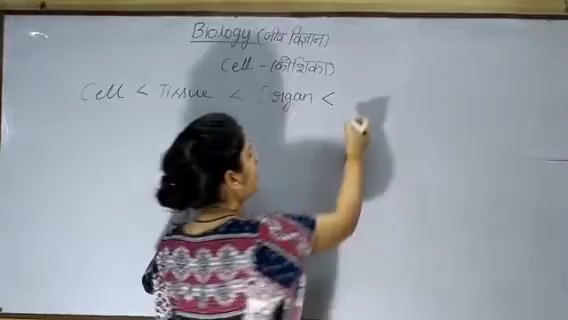 Biology (जीव विज्ञान)
Cell - (कोशिका)
Cell < Tissue < Organ <